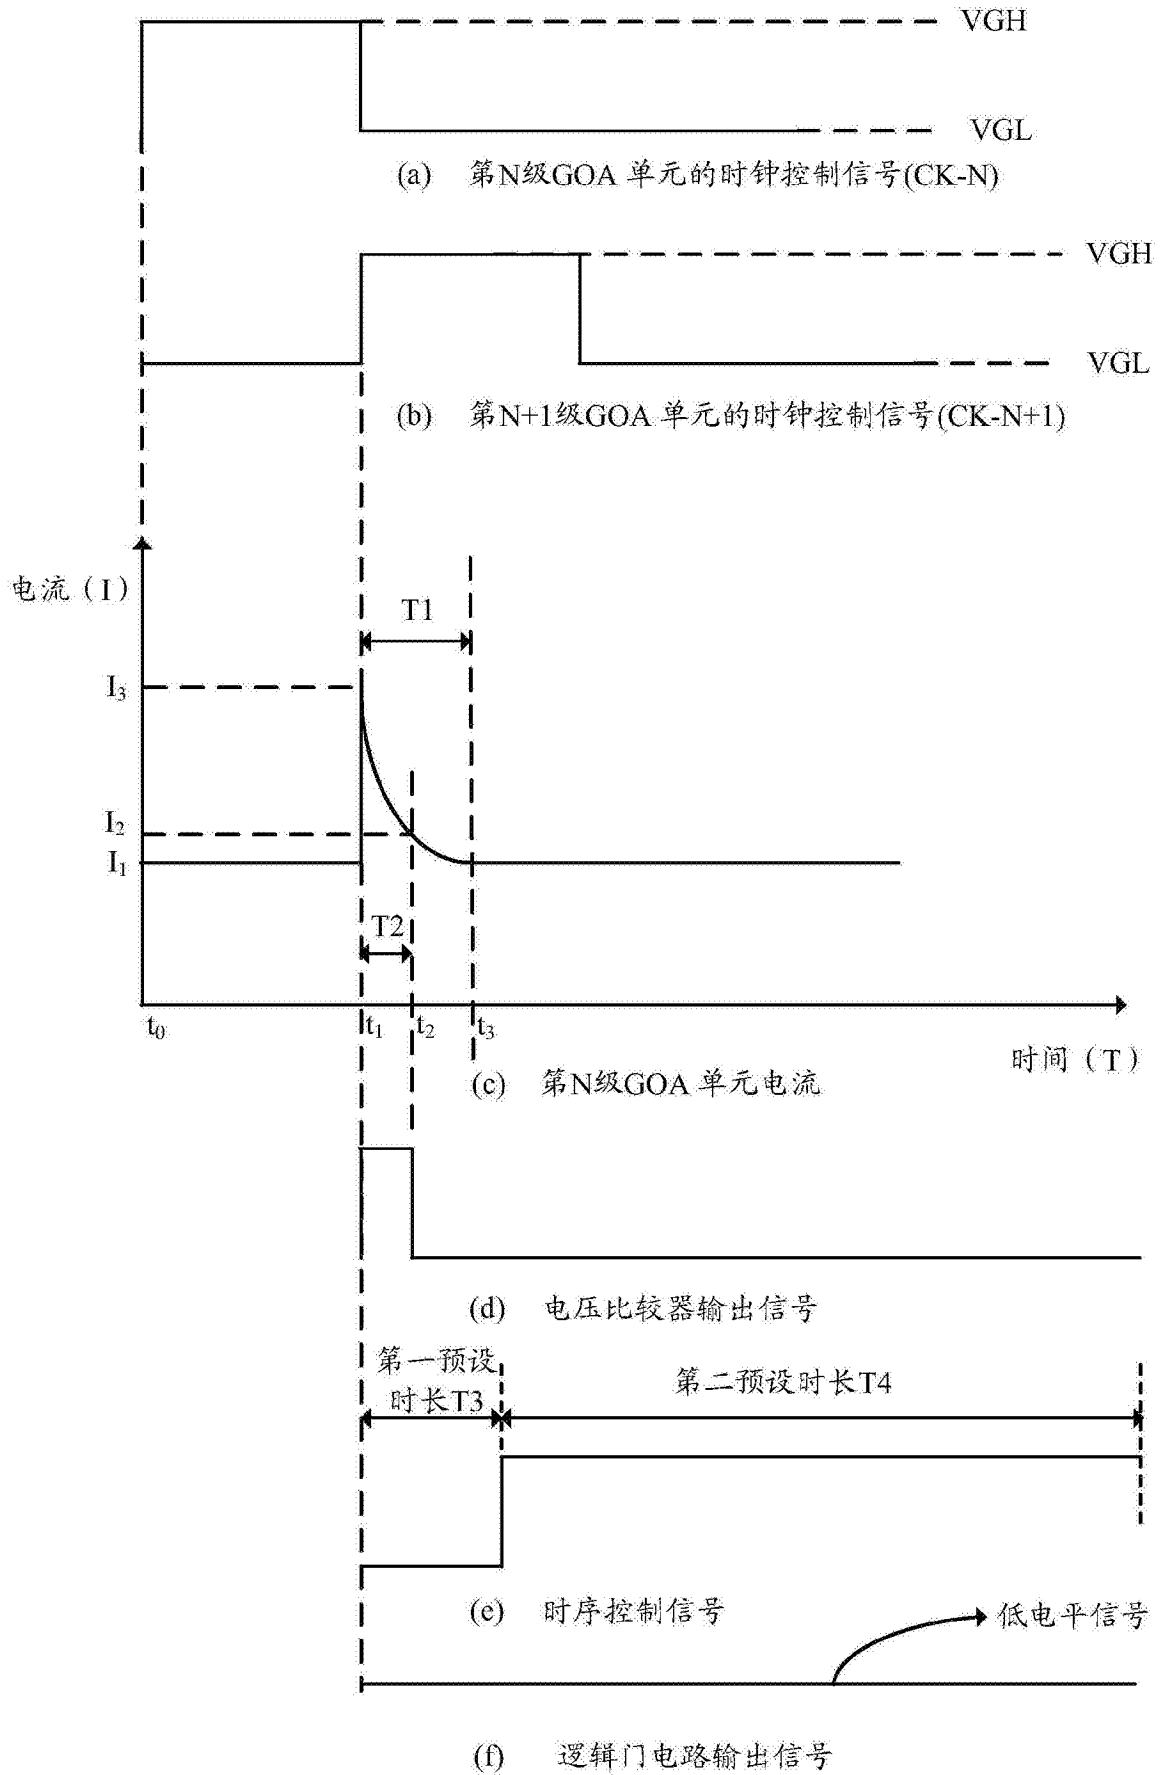 VGH
VGL
(a) 第N级GOA 单元的时钟控制信号(CK-N)
VGH
VGL
(b) 第N+1级GOA 单元的时钟控制信号(CK-N+1)
电流（I）
T1
I₃
I₂
I₁
T2
t₀ t₁ t₂ t₃
时间（T）
(c) 第N级GOA 单元电流
(d) 电压比较器输出信号
第一预设
时长T3
第二预设时长T4
(e) 时序控制信号
低电平信号
(f) 逻辑门电路输出信号